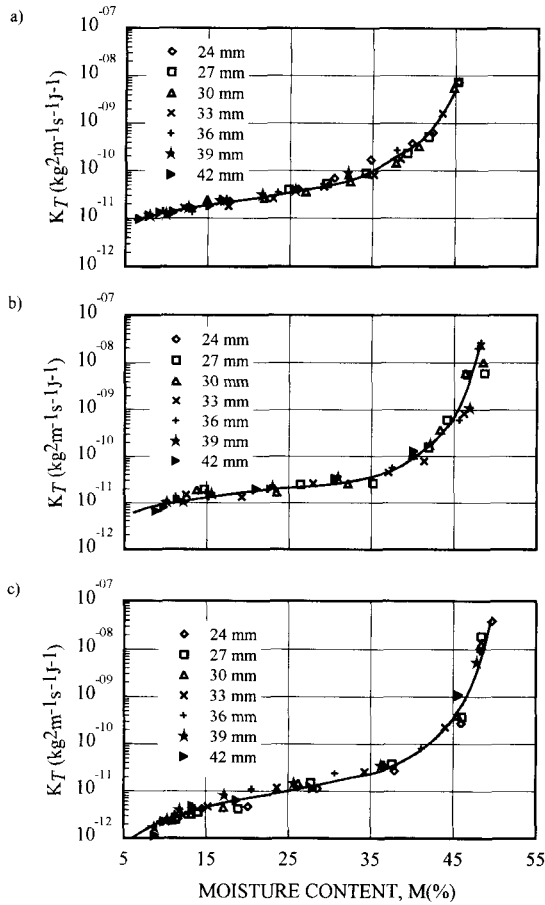 a)
10-07
10-08
10-09
10-10
10-11
10-12
KT (kg2m-1s-1J-1)
24 mm
27 mm
30 mm
33 mm
36 mm
39 mm
42 mm
b)
10-07
10-08
10-09
10-10
10-11
10-12
KT (kg2m-1s-1J-1)
24 mm
27 mm
30 mm
33 mm
36 mm
39 mm
42 mm
c)
10-07
10-08
10-09
10-10
10-11
10-12
KT (kg2m-1s-1J-1)
24 mm
27 mm
30 mm
33 mm
36 mm
39 mm
42 mm
5 15 25 35 45 55
MOISTURE CONTENT, M(%)